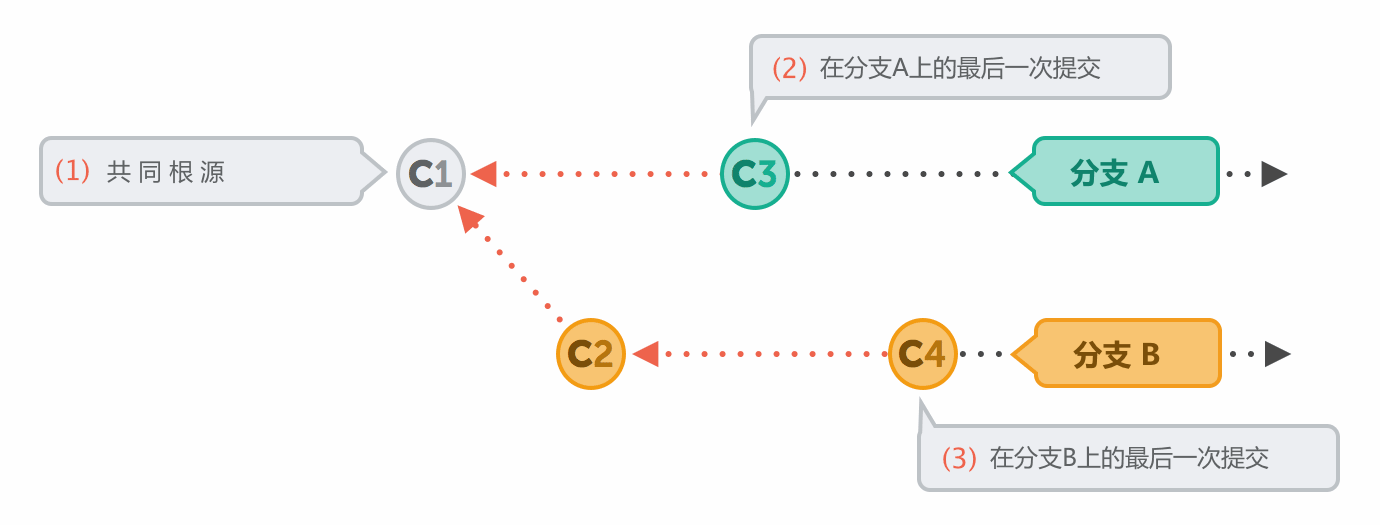 (2) 在分支A上的最后一次提交
(1) 共同根源
C1
C3
分支 A
C2
C4
分支 B
(3) 在分支B上的最后一次提交